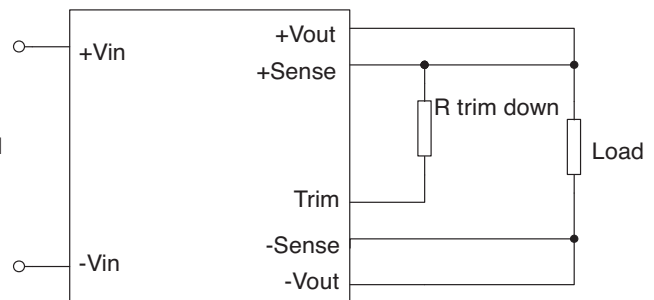 +Vout
+Vin
+Sense
R trim down
Load
Trim
-Sense
-Vin
-Vout